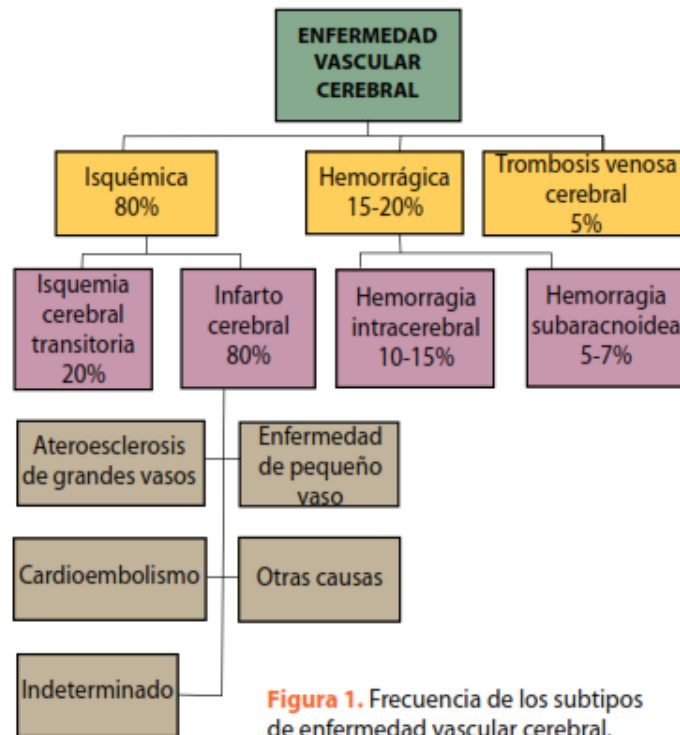 ENFERMEDAD
VASCULAR
CEREBRAL
Isquémica
80%
Hemorrágica
15-20%
Trombosis venosa
cerebral
5%
Isquemia
cerebral
transitoria
20%
Infarto
cerebral
80%
Hemorragia
intracerebral
10-15%
Hemorragia
subaracnoidea
5-7%
Ateroesclerosis
de grandes vasos
Enfermedad
de pequeño
vaso
Cardioembolismo
Otras causas
Indeterminado
Figura 1. Frecuencia de los subtipos
de enfermedad vascular cerebral.